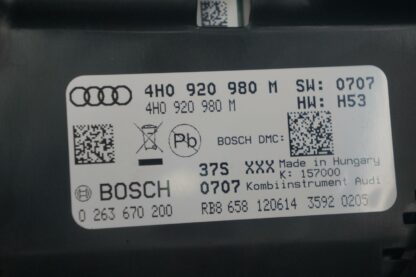 4H0 920 980 M SW: 0707
4H0 920 980 M HW: H53
Pb
BOSCH DMC:
37S XXX Made in Hungary
K: 157000
BOSCH 0707 Kombiinstrument Audi
0 263 670 200 RB8 658 120614 3592 0205